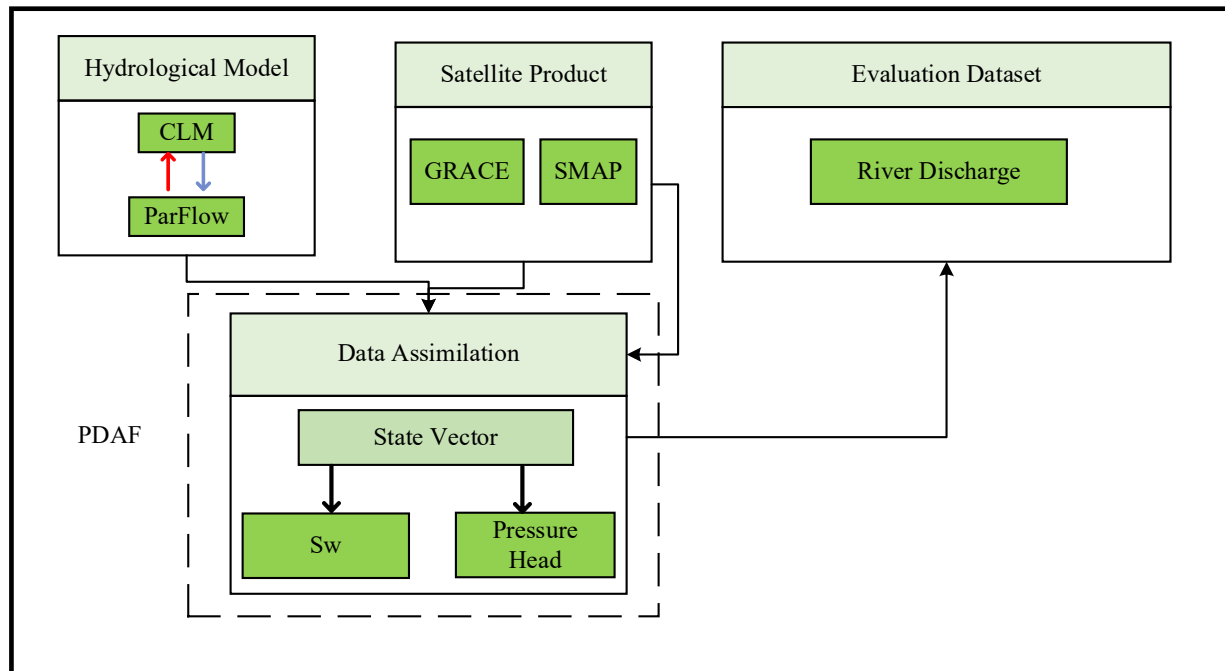 Hydrological Model
CLM
ParFlow
Satellite Product
GRACE
SMAP
Evaluation Dataset
River Discharge
PDAF
Data Assimilation
State Vector
Sw
Pressure
Head